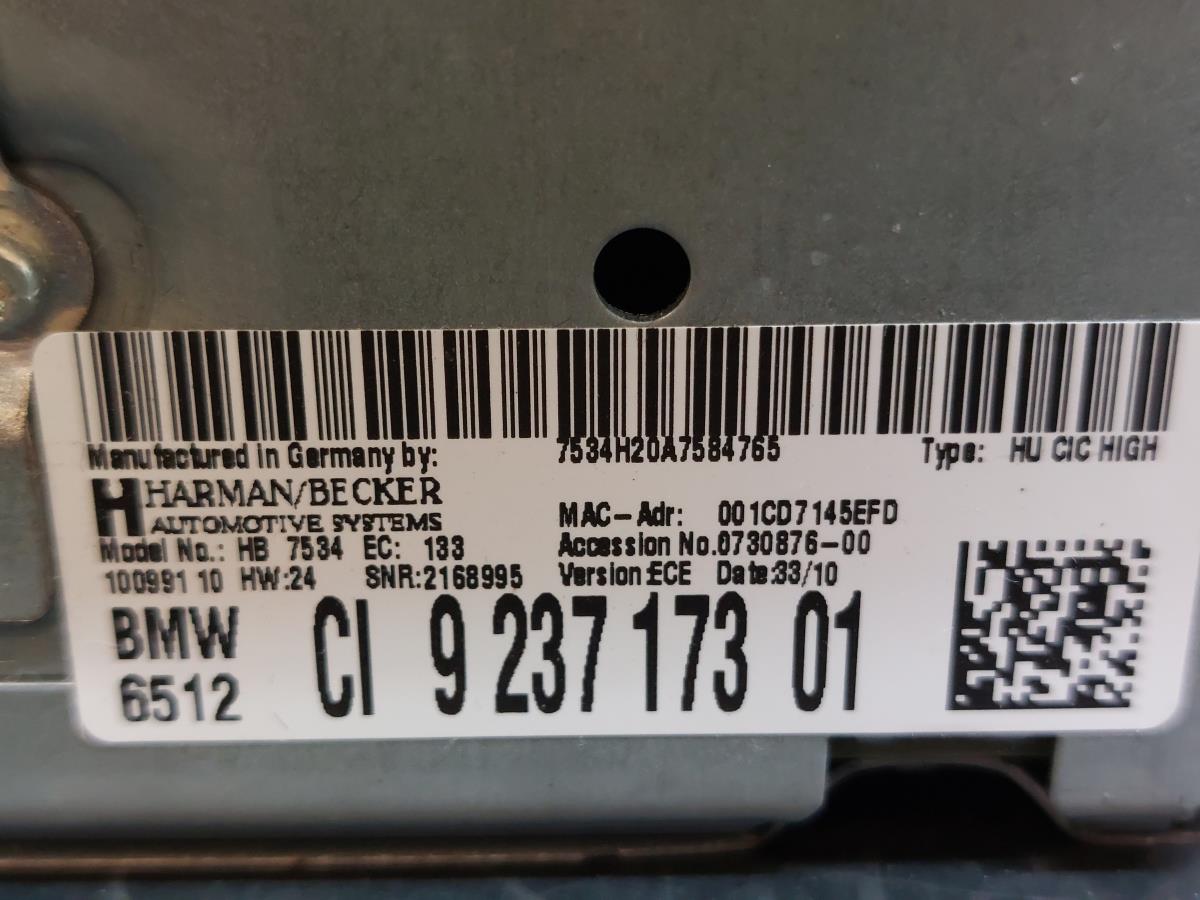 Manufactured in Germany by: 7534H20A7584765 Type: HU CIC HIGH
H HARMAN/BECKER
AUTOMOTIVE SYSTEMS MAC-Adr: 001CD7145EFD
Model No.: HB 7534 EC: 133 Accession No.0730876-00
10099110 HW:24 SNR:2168995 Version:ECE Date:33/10
BMW CI 9 237 173 01
6512